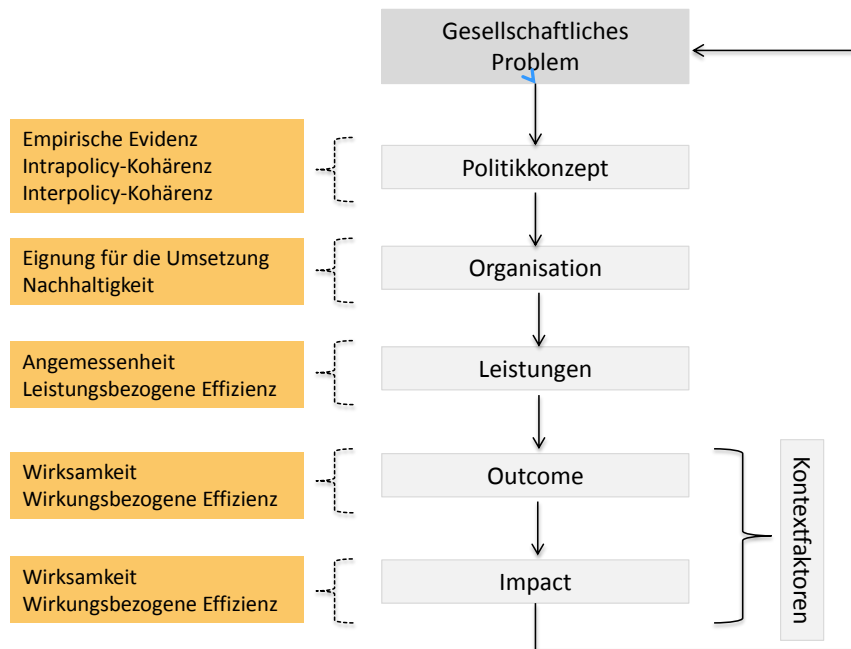 Gesellschaftliches
Problem
Empirische Evidenz
Intrapolicy-Kohärenz
Interpolicy-Kohärenz
Politikkonzept
Eignung für die Umsetzung
Nachhaltigkeit
Organisation
Angemessenheit
Leistungsbezogene Effizienz
Leistungen
Wirksamkeit
Wirkungsbezogene Effizienz
Outcome
Wirksamkeit
Wirkungsbezogene Effizienz
Impact
Kontextfaktoren